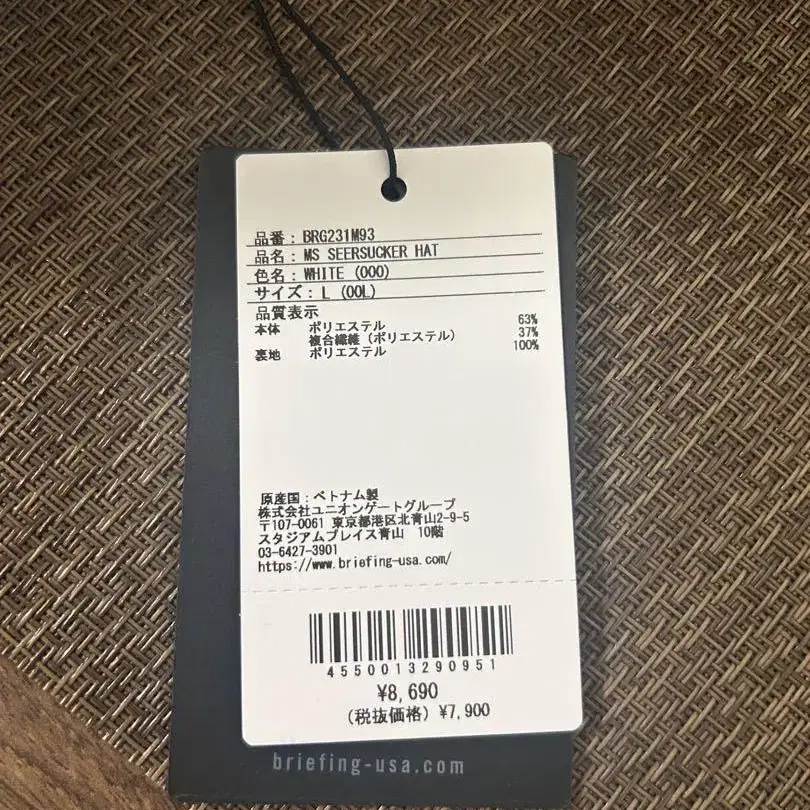 品番：BRG231M93
品名：MS SEERSUCKER HAT
色名：WHITE (000)
サイズ：L (00L)
品質表示
本体 ポリエステル 63%
複合繊維（ポリエステル） 37%
裏地 ポリエステル 100%
原産国：ベトナム製
株式会社ユニオンゲートグループ
〒107-0061 東京都港区北青山2-9-5
スタジアムプレイス青山 10階
03-6427-3901
https://www.briefing-usa.com/
4550013290951
¥8,690
（税抜価格）¥7,900
briefing-usa.com